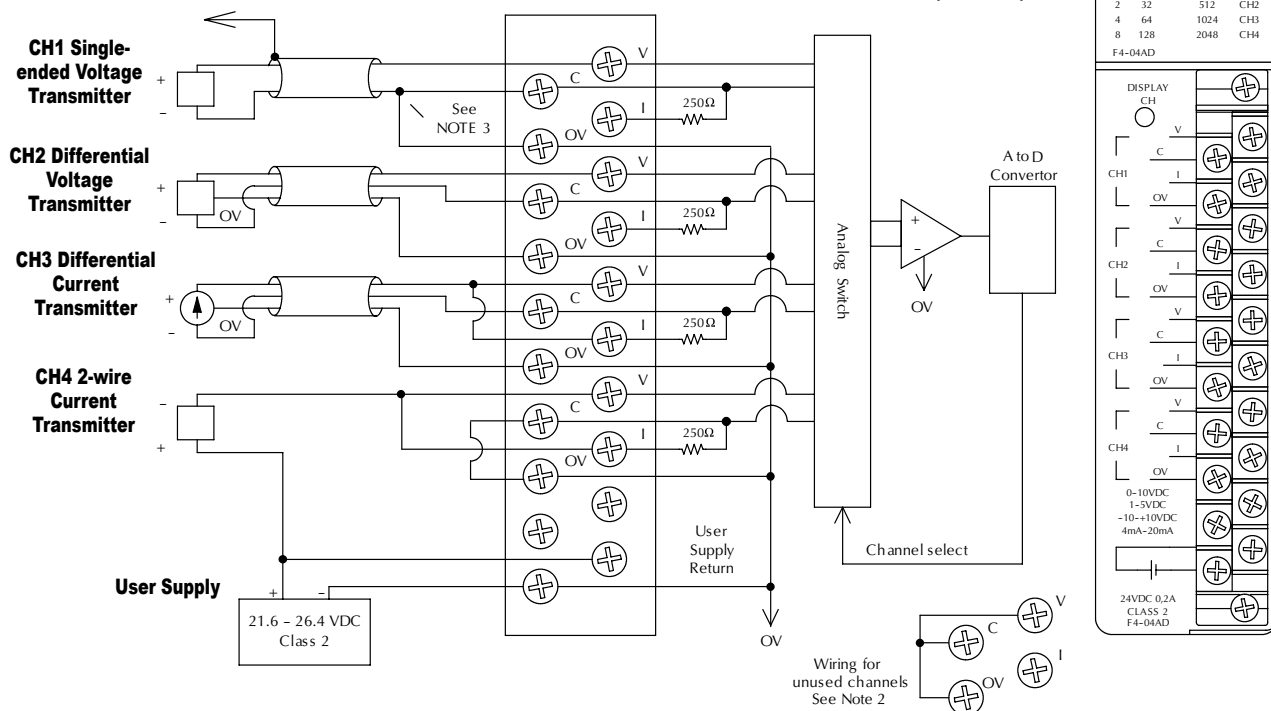 CH1 Single-
ended Voltage
Transmitter
+
–
See
NOTE 3
CH2 Differential
Voltage
Transmitter
+
–
OV
CH3 Differential
Current
Transmitter
+
–
OV
CH4 2-wire
Current
Transmitter
–
+
User Supply
+ –
21.6 – 26.4 VDC
Class 2
V
C
I
OV
250Ω
V
C
I
OV
250Ω
V
C
I
OV
250Ω
V
C
I
OV
250Ω
User
Supply
Return
OV
Analog Switch
+
–
OV
A to D
Convertor
Channel select
Wiring for
unused channels
See Note 2
V
C
I
OV
2 32 512 CH2
4 64 1024 CH3
8 128 2048 CH4
F4-04AD
DISPLAY
CH
V
C
CH1
I
OV
V
C
CH2
I
OV
V
C
CH3
I
OV
V
C
CH4
I
OV
0-10VDC
1-5VDC
-10-+10VDC
4mA-20mA
24VDC 0,2A
CLASS 2
F4-04AD